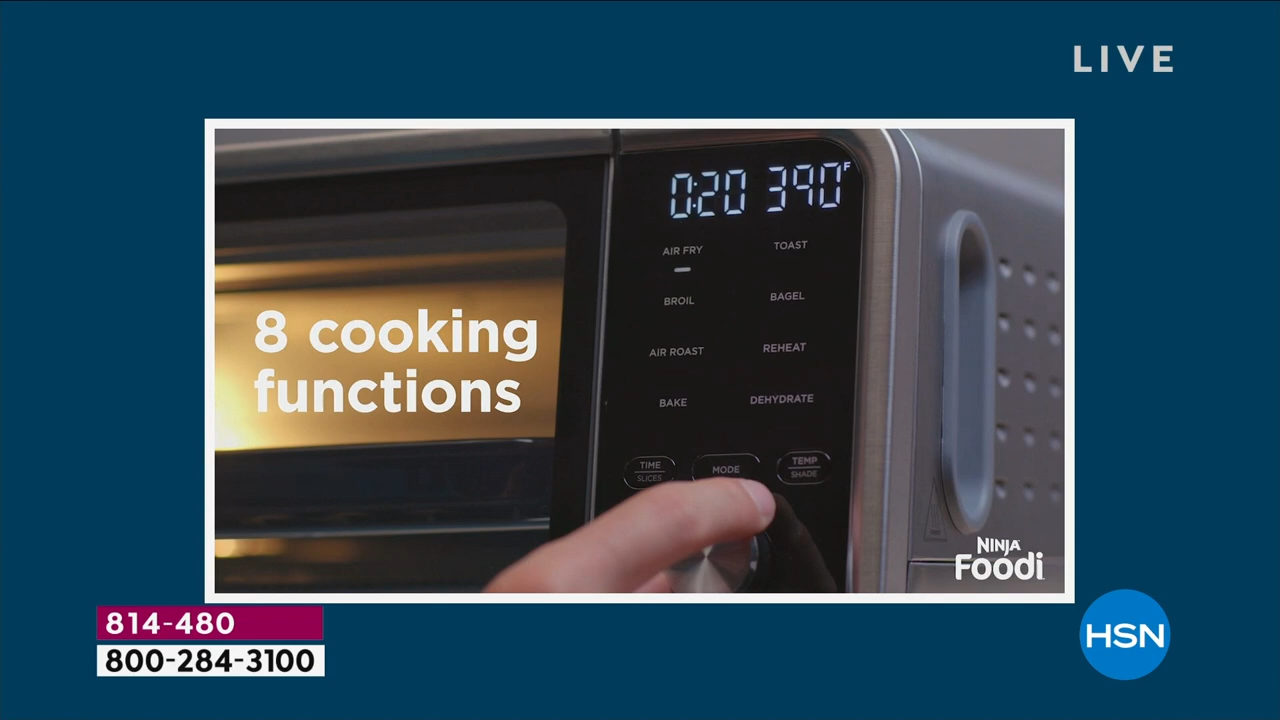 LIVE
0:20 390F
AIR FRY TOAST
BROIL BAGEL
AIR ROAST REHEAT
BAKE DEHYDRATE
TIME
SLICES
MODE
TEMP
SHADE
8 cooking
functions
NINJA
Foodi
814-480
800-284-3100
HSN